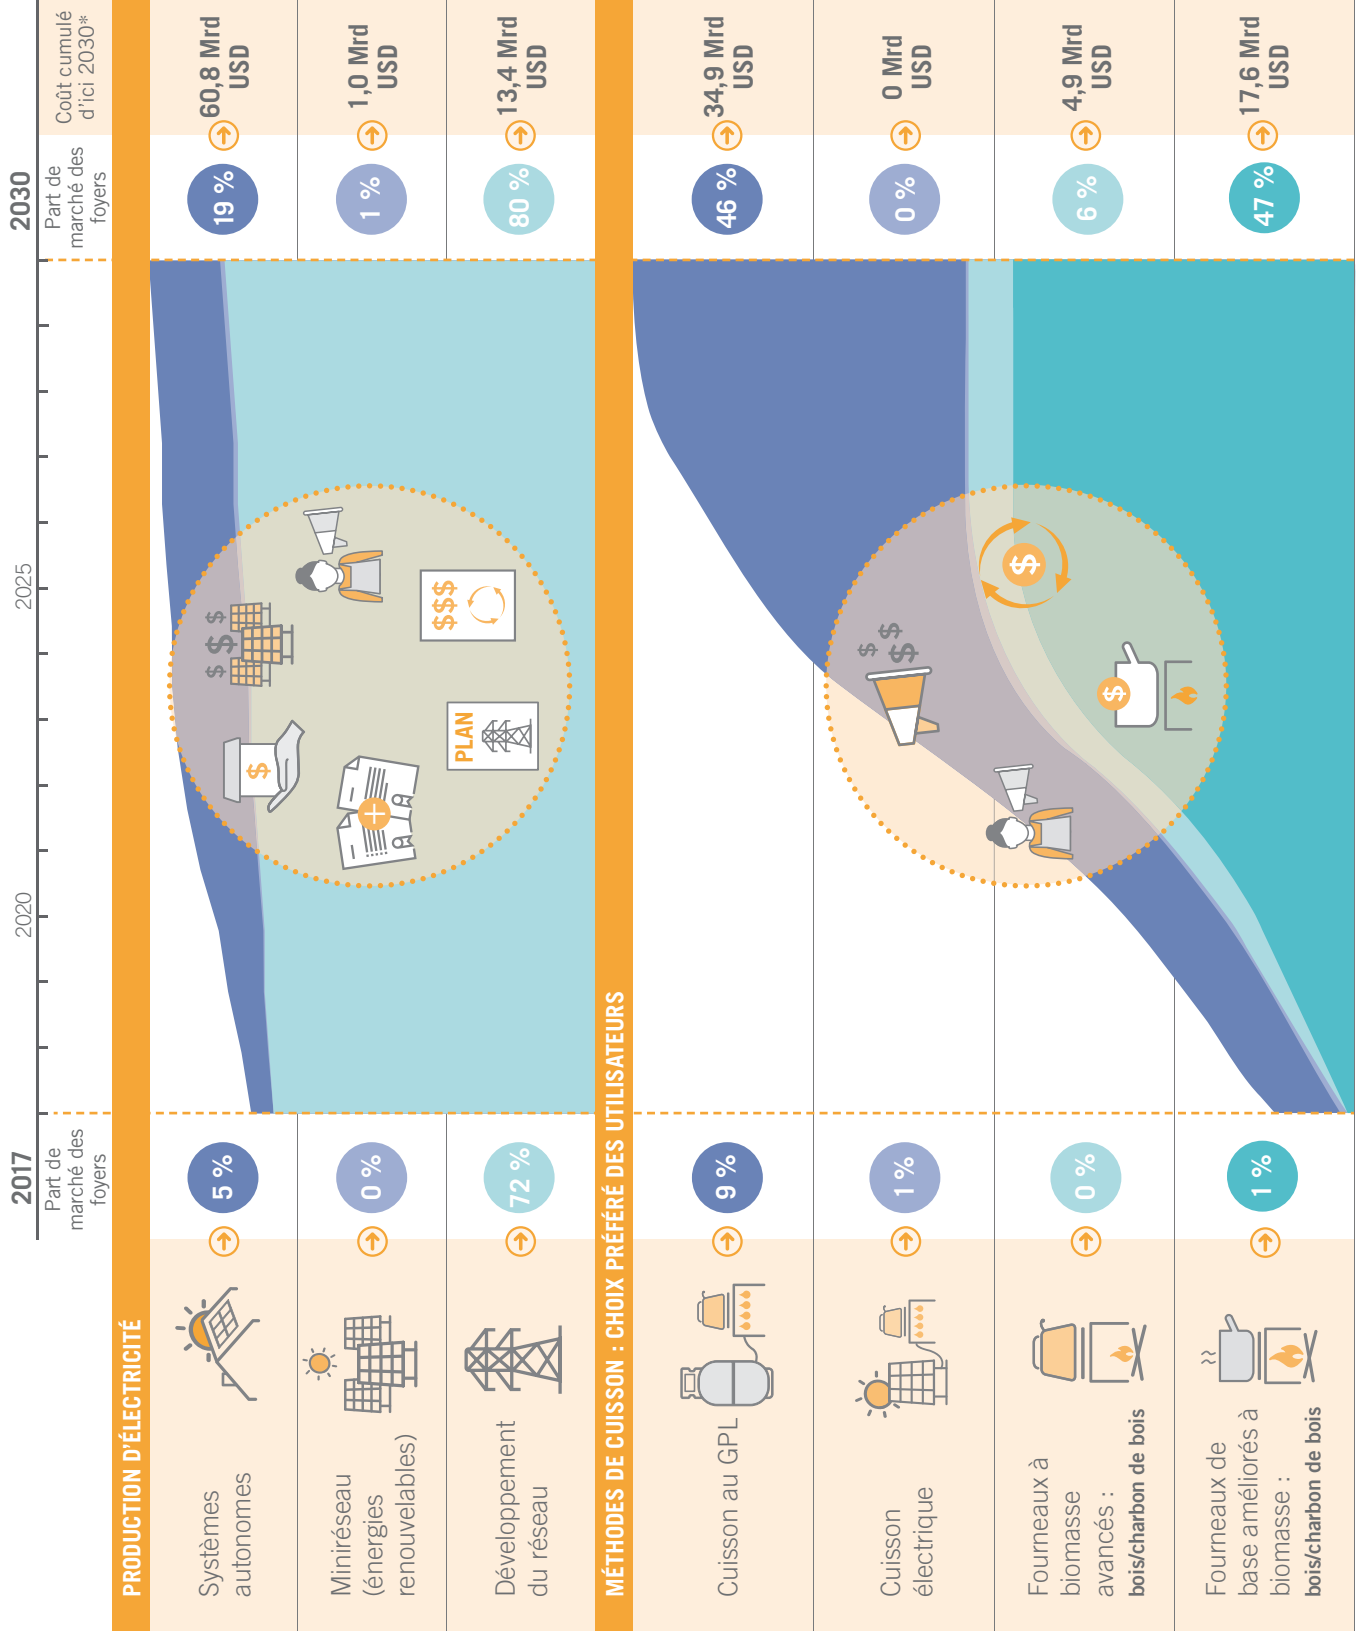 2017
2020
2025
2030
Part de
marché des
foyers
Part de
marché des
foyers
Coût cumulé
d'ici 2030*
PRODUCTION D'ÉLECTRICITÉ
Systèmes
autonomes
5 %
19 %
60,8 Mrd
USD
Miniréseau
(énergies
renouvelables)
0 %
1 %
1,0 Mrd
USD
Développement
du réseau
72 %
80 %
13,4 Mrd
USD
$
$ $ $
PLAN
$$$
MÉTHODES DE CUISSON : CHOIX PRÉFÉRÉ DES UTILISATEURS
Cuisson au GPL
9 %
46 %
34,9 Mrd
USD
Cuisson
électrique
1 %
0 %
0 Mrd
USD
Fourneaux à
biomasse
avancés :
bois/charbon de bois
0 %
6 %
4,9 Mrd
USD
Fourneaux de
base améliorés à
biomasse :
bois/charbon de bois
1 %
47 %
17,6 Mrd
USD
$ $ $
$
$